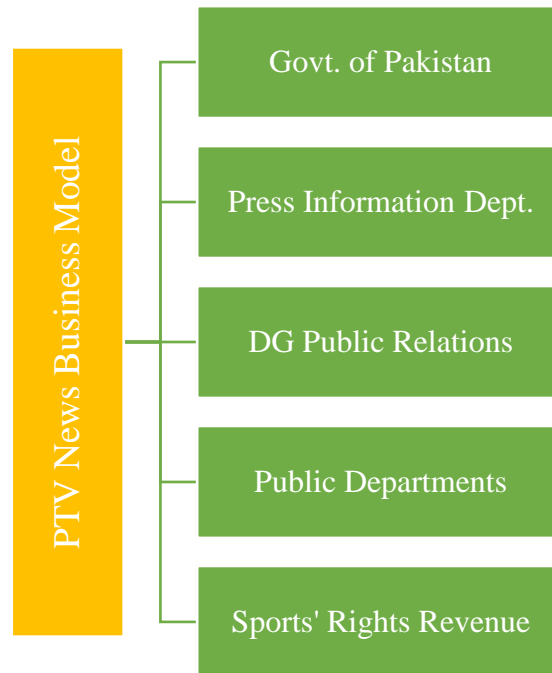 PTV News Business Model
Govt. of Pakistan
Press Information Dept.
DG Public Relations
Public Departments
Sports' Rights Revenue